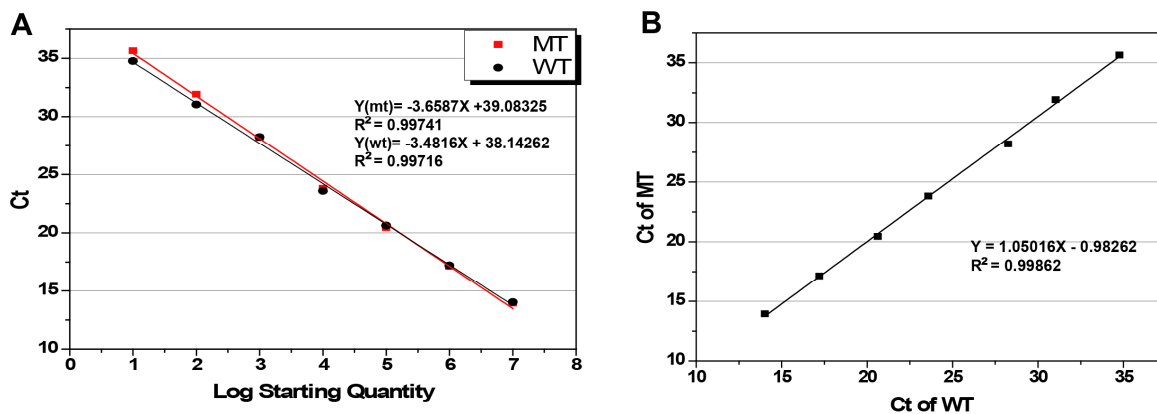 A
Ct
35
30
25
20
15
10
0 1 2 3 4 5 6 7 8
Log Starting Quantity
MT
WT
Y(mt)= -3.6587X +39.08325
R² = 0.99741
Y(wt)= -3.4816X + 38.14262
R² = 0.99716
B
Ct of MT
35
30
25
20
15
10
10 15 20 25 30 35
Ct of WT
Y = 1.05016X - 0.98262
R² = 0.99862